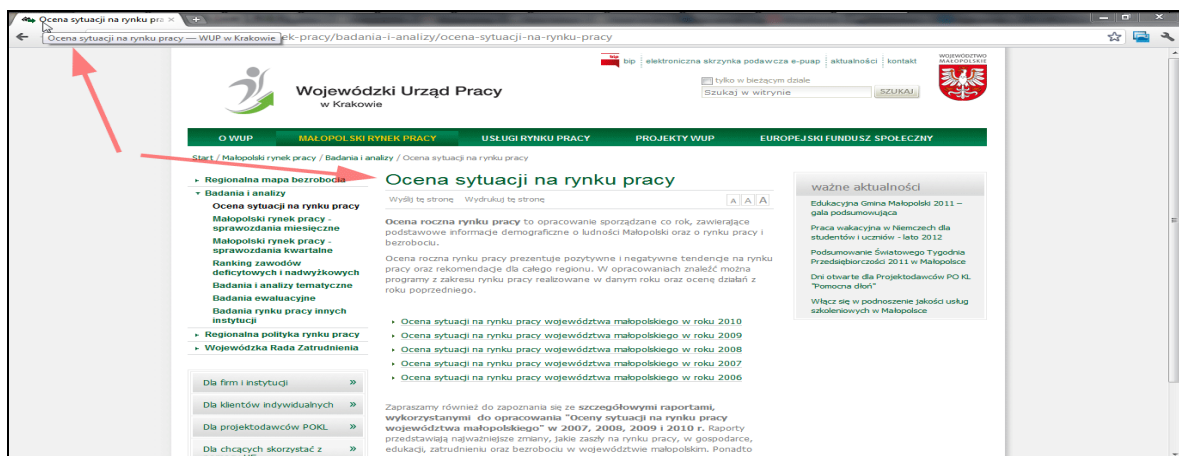 Ocena sytuacji na rynku pra
Ocena sytuacji na rynku pracy — WUP w Krakowie
ek-pracy/badania-i-analizy/ocena-sytuacji-na-rynku-pracy
bip elektroniczna skrzynka podawcza e-puap aktualności kontakt
WOJEWÓDZTWO
MAŁOPOLSKIE
tylko w bieżącym dziale
Szukaj w witrynie SZUKAJ
Wojewódzki Urząd Pracy
w Krakowie
O WUP MAŁOPOLSKI RYNEK PRACY USŁUGI RYNKU PRACY PROJEKTY WUP EUROPEJSKI FUNDUSZ SPOŁECZNY
Start / Małopolski rynek pracy / Badania i analizy / Ocena sytuacji na rynku pracy
Regionalna mapa bezrobocia
Badania i analizy
Ocena sytuacji na rynku pracy
Małopolski rynek pracy -
sprawozdania miesięczne
Małopolski rynek pracy -
sprawozdania kwartalne
Ranking zawodów
deficytowych i nadwyżkowych
Badania i analizy tematyczne
Badania ewaluacyjne
Badania rynku pracy innych
instytucji
Regionalna polityka rynku pracy
Wojewódzka Rada Zatrudnienia
Dla firm i instytucji »
Dla klientów indywidualnych »
Dla projektodawców POKL »
Dla chcących skorzystać z »
Ocena sytuacji na rynku pracy
Wyślij tę stronę Wydrukuj tę stronę A A A
Ocena roczna rynku pracy to opracowanie sporządzane co rok, zawierające
podstawowe informacje demograficzne o ludności Małopolski oraz o rynku pracy i
bezrobociu.
Ocena roczna rynku pracy prezentuje pozytywne i negatywne tendencje na rynku
pracy oraz rekomendacje dla całego regionu. W opracowaniach znaleźć można
programy z zakresu rynku pracy realizowane w danym roku oraz ocenę działań z
roku poprzedniego.
Ocena sytuacji na rynku pracy województwa małopolskiego w roku 2010
Ocena sytuacji na rynku pracy województwa małopolskiego w roku 2009
Ocena sytuacji na rynku pracy województwa małopolskiego w roku 2008
Ocena sytuacji na rynku pracy województwa małopolskiego w roku 2007
Ocena sytuacji na rynku pracy województwa małopolskiego w roku 2006
Zapraszamy również do zapoznania się ze szczegółowymi raportami,
wykorzystanymi do opracowania "Oceny sytuacji na rynku pracy
województwa małopolskiego" w 2007, 2008, 2009 i 2010 r. Raporty
przedstawiają najważniejsze zmiany, jakie zaszły na rynku pracy, w gospodarce,
edukacji, zatrudnieniu oraz bezrobociu w województwie małopolskim. Ponadto
ważne aktualności
Edukacyjna Gmina Małopolski 2011 –
gala podsumowująca
Praca wakacyjna w Niemczech dla
studentów i uczniów - lato 2012
Podsumowanie Światowego Tygodnia
Przedsiębiorczości 2011 w Małopolsce
Dni otwarte dla Projektodawców PO KL
"Pomocna dłoń"
Włącz się w podnoszenie jakości usług
szkoleniowych w Małopolsce